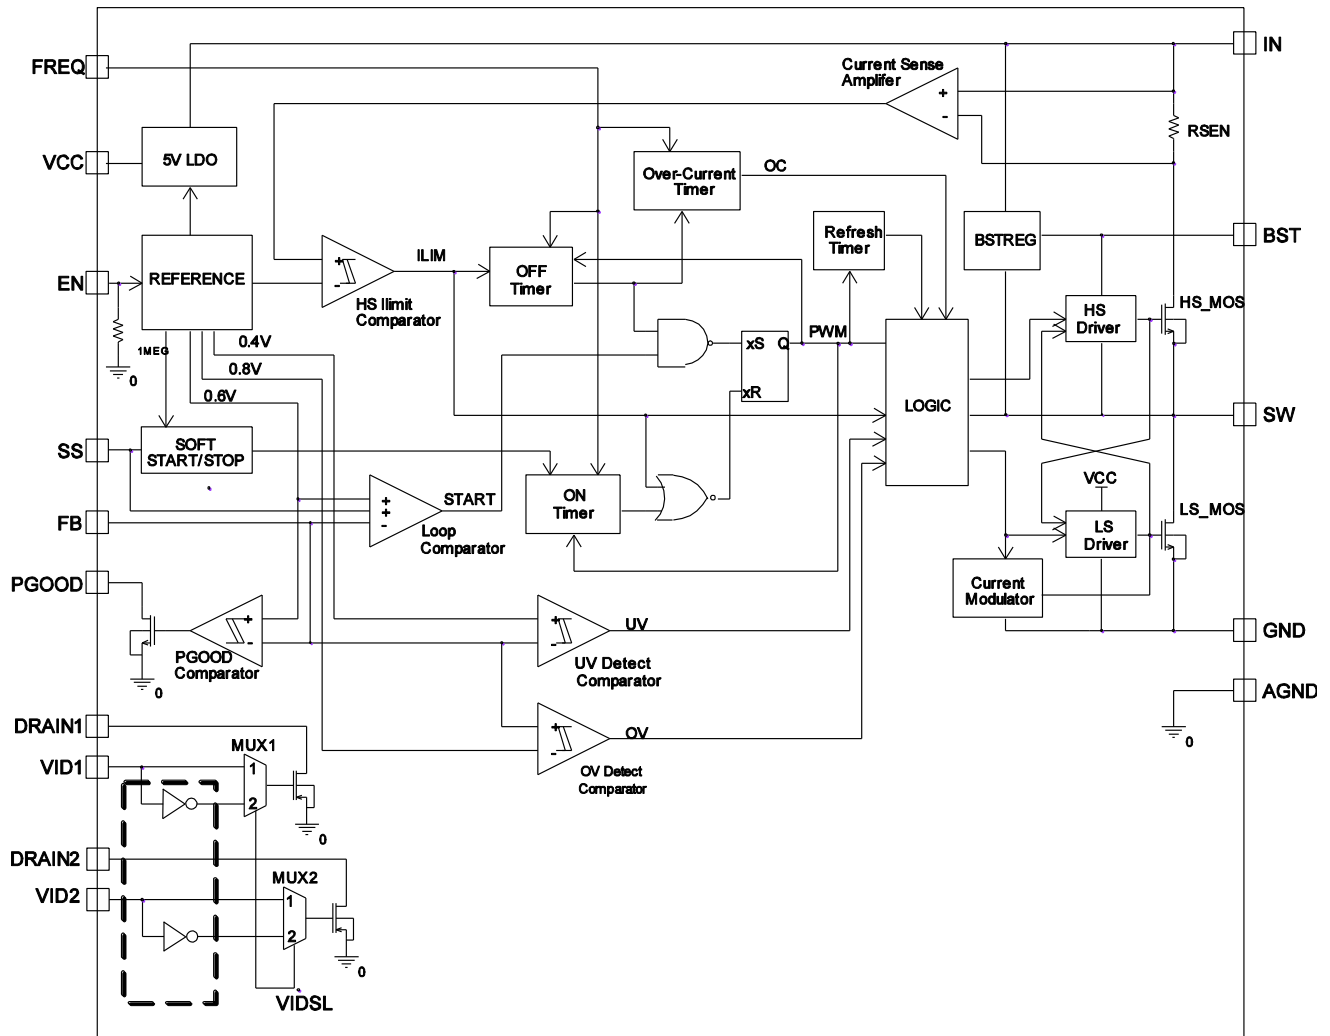 IN
FREQ
Current Sense
Amplifer
+
-
RSEN
VCC
5V LDO
Over-Current
Timer
OC
Refresh
Timer
BSTREG
BST
EN
REFERENCE
+
-
ILIM
HS Ilimit
Comparator
OFF
Timer
HS
Driver
HS_MOS
1MEG
0
0.4V
0.8V
0.6V
xS
Q
xR
PWM
LOGIC
SW
SS
SOFT
START/STOP
VCC
FB
+
+
-
START
Loop
Comparator
ON
Timer
LS
Driver
LS_MOS
PGOOD
Current
Modulator
+
-
PGOOD
Comparator
0
+
-
UV
UV Detect
Comparator
GND
AGND
0
DRAIN1
+
-
OV
OV Detect
Comparator
VID1
MUX1
1
2
0
DRAIN2
VID2
MUX2
1
2
0
VIDSL